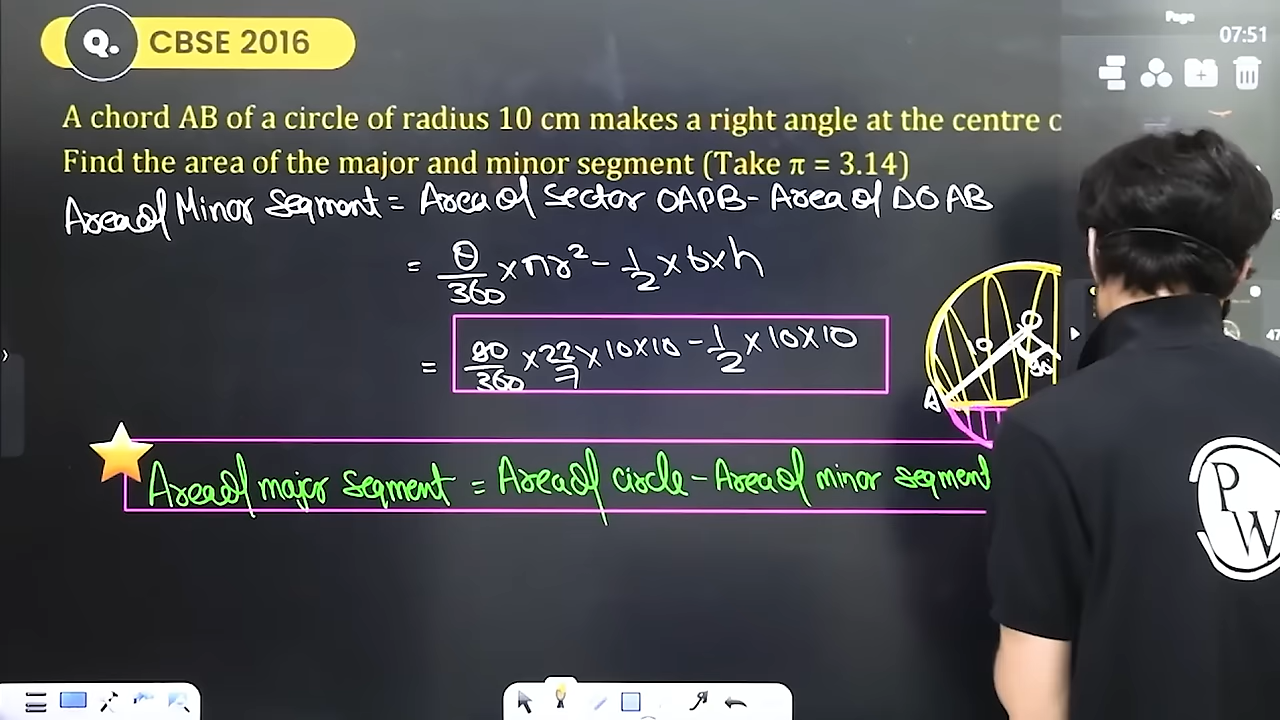 Q. CBSE 2016
Page
07:51
A chord AB of a circle of radius 10 cm makes a right angle at the centre
Find the area of the major and minor segment (Take π = 3.14)
Area of Minor Segment = Area of Sector OAPB - Area of ΔOAB
= θ/360 × πr² - 1/2 × b × h
= 90/360 × 22/7 × 10×10 - 1/2 × 10×10
O
90
A
Area of major segment = Area of circle - Area of minor segment
PW